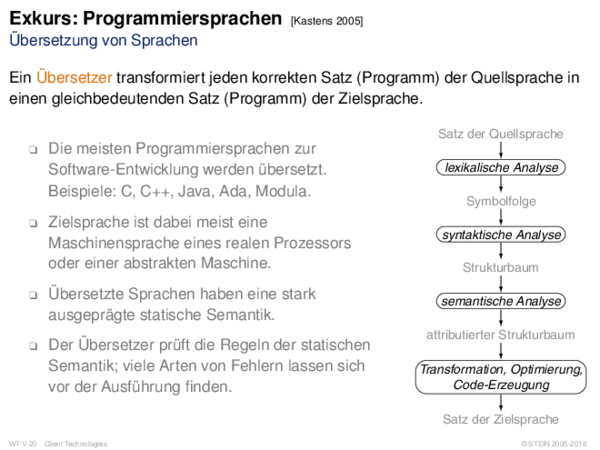 Exkurs: Programmiersprachen [Kastens 2005]
Übersetzung von Sprachen
Ein Übersetzer transformiert jeden korrekten Satz (Programm) der Quellsprache in
einen gleichbedeutenden Satz (Programm) der Zielsprache.
❑ Die meisten Programmiersprachen zur
Software-Entwicklung werden übersetzt.
Beispiele: C, C++, Java, Ada, Modula.
❑ Zielsprache ist dabei meist eine
Maschinensprache eines realen Prozessors
oder einer abstrakten Maschine.
❑ Übersetzte Sprachen haben eine stark
ausgeprägte statische Semantik.
❑ Der Übersetzer prüft die Regeln der statischen
Semantik; viele Arten von Fehlern lassen sich
vor der Ausführung finden.
Satz der Quellsprache
lexikalische Analyse
Symbolfolge
syntaktische Analyse
Strukturbaum
semantische Analyse
attributierter Strukturbaum
Transformation, Optimierung,
Code-Erzeugung
Satz der Zielsprache
WT:V-20 Client Technologies
© STEIN 2005-2018